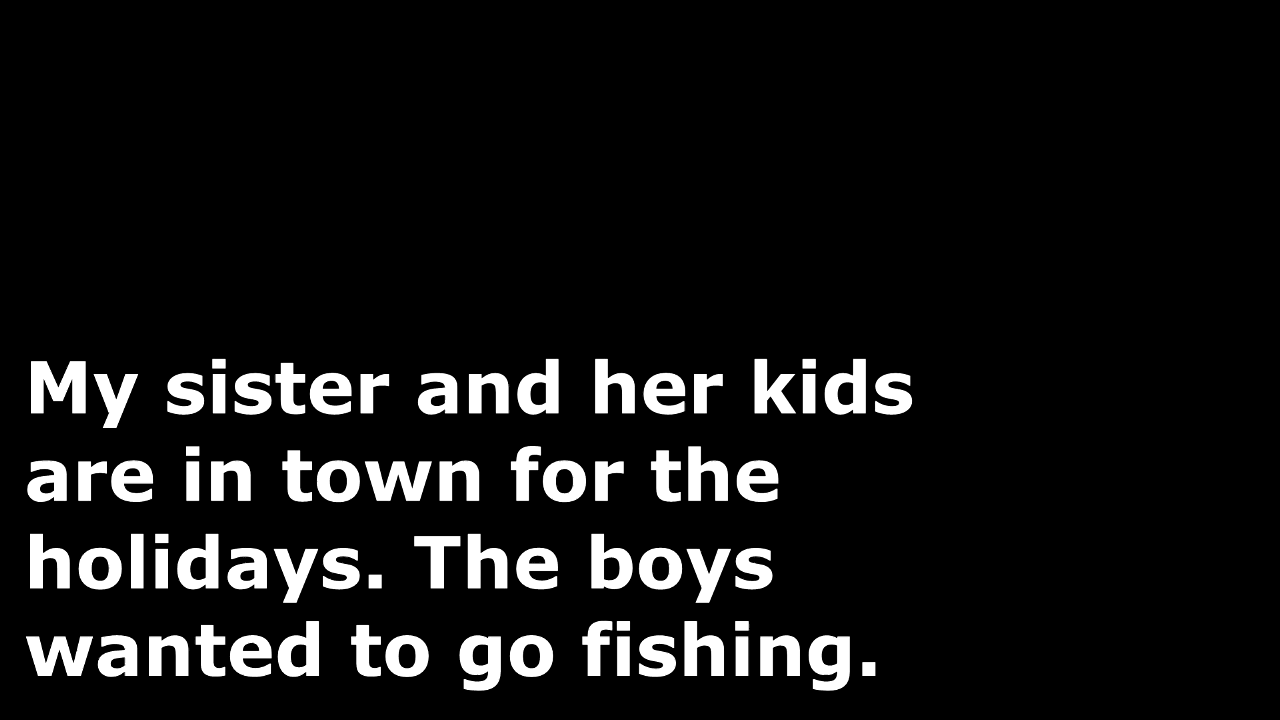 My sister and her kids
are in town for the
holidays. The boys
wanted to go fishing.